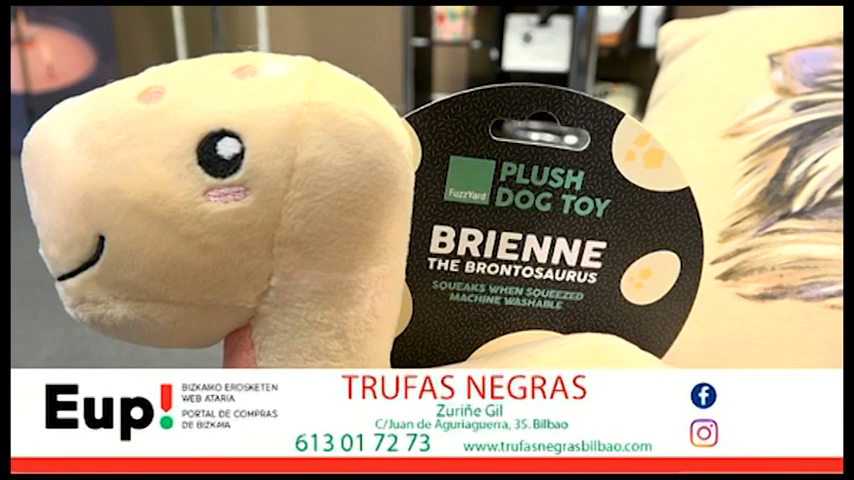 FuzzYard
PLUSH
DOG TOY
BRIENNE
THE BRONTOSAURUS
SQUEAKS WHEN SQUEEZED
MACHINE WASHABLE
Eup!
BIZKAIKO EROSKETEN
WEB ATARIA
PORTAL DE COMPRAS
DE BIZKAIA
TRUFAS NEGRAS
Zuriñe Gil
C/Juan de Aguriaguerra, 35. Bilbao
613 01 72 73 www.trufasnegrasbilbao.com